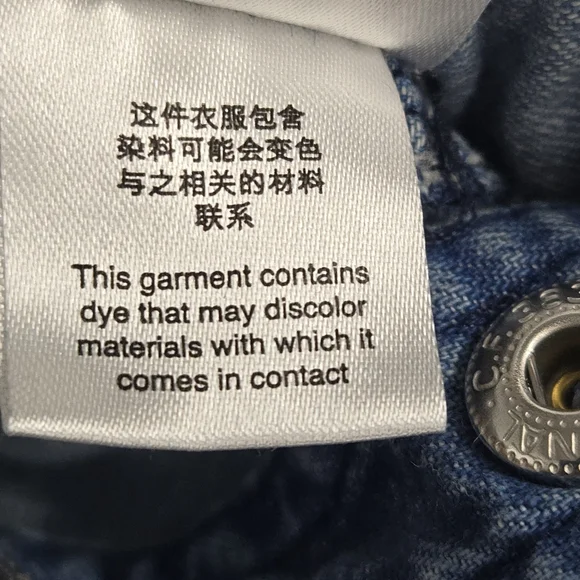 这件衣服包含
染料可能会变色
与之相关的材料
联系
This garment contains
dye that may discolor
materials with which it
comes in contact